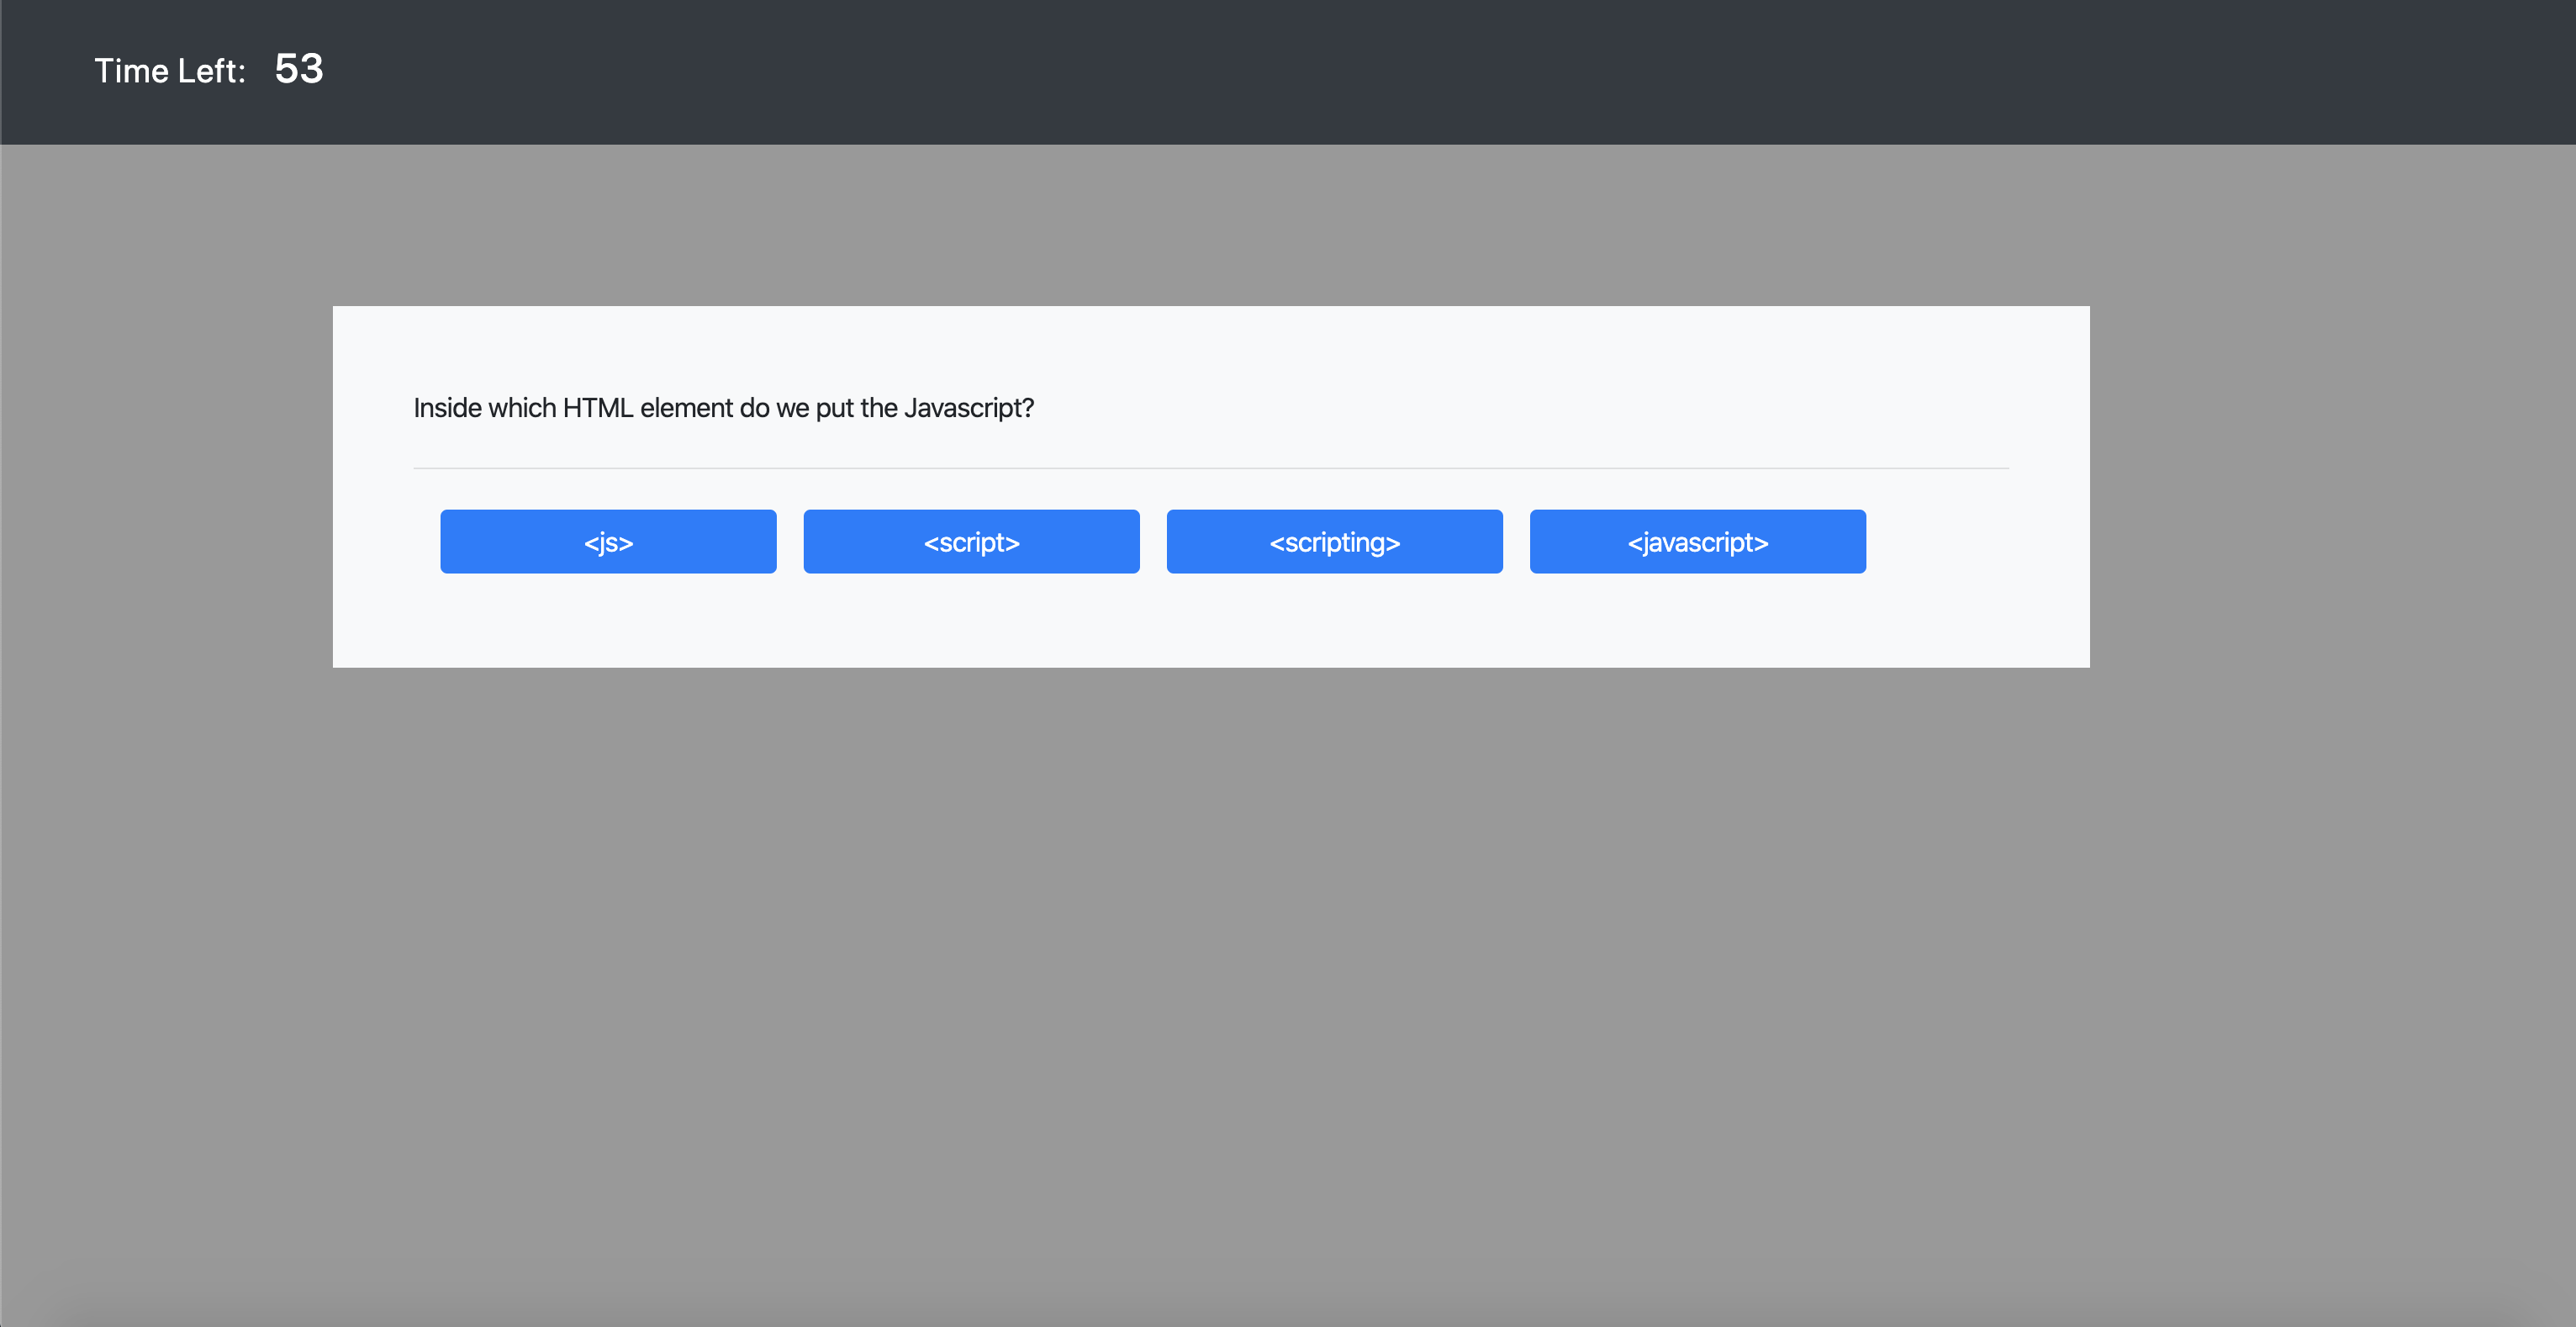 Time Left: 53
Inside which HTML element do we put the Javascript?
<js> <script> <scripting> <javascript>